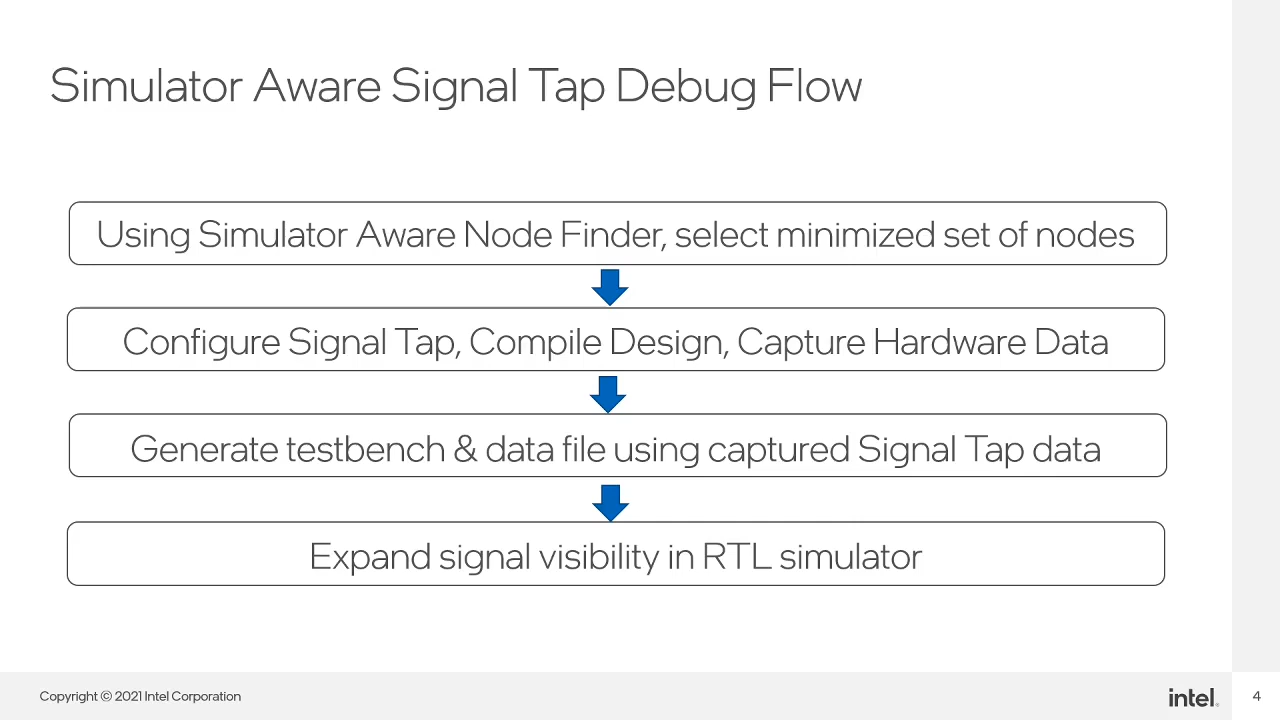 Simulator Aware Signal Tap Debug Flow
Using Simulator Aware Node Finder, select minimized set of nodes
Configure Signal Tap, Compile Design, Capture Hardware Data
Generate testbench & data file using captured Signal Tap data
Expand signal visibility in RTL simulator
Copyright © 2021 Intel Corporation
intel.
4